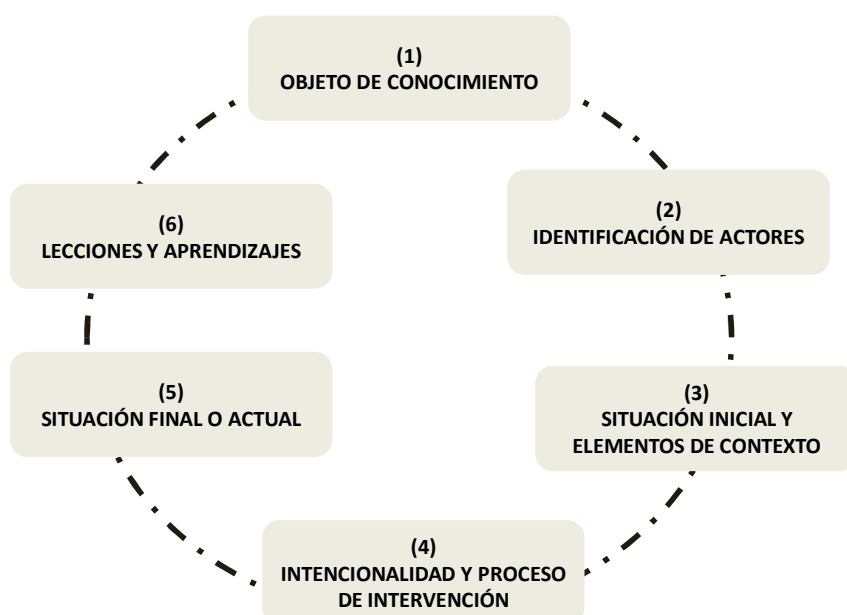 (1)
OBJETO DE CONOCIMIENTO
(2)
IDENTIFICACIÓN DE ACTORES
(3)
SITUACIÓN INICIAL Y
ELEMENTOS DE CONTEXTO
(4)
INTENCIONALIDAD Y PROCESO
DE INTERVENCIÓN
(5)
SITUACIÓN FINAL O ACTUAL
(6)
LECCIONES Y APRENDIZAJES